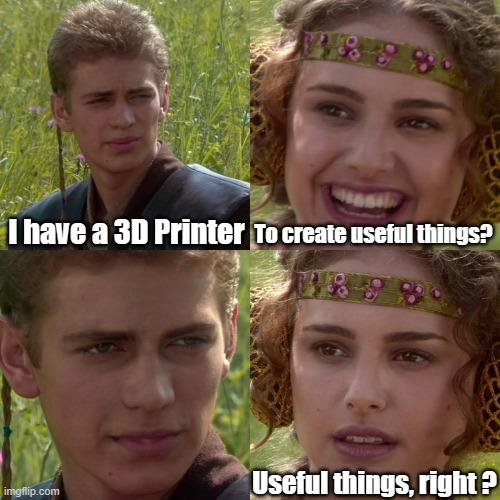 I have a 3D Printer
To create useful things?
Useful things, right ?
imgflip.com